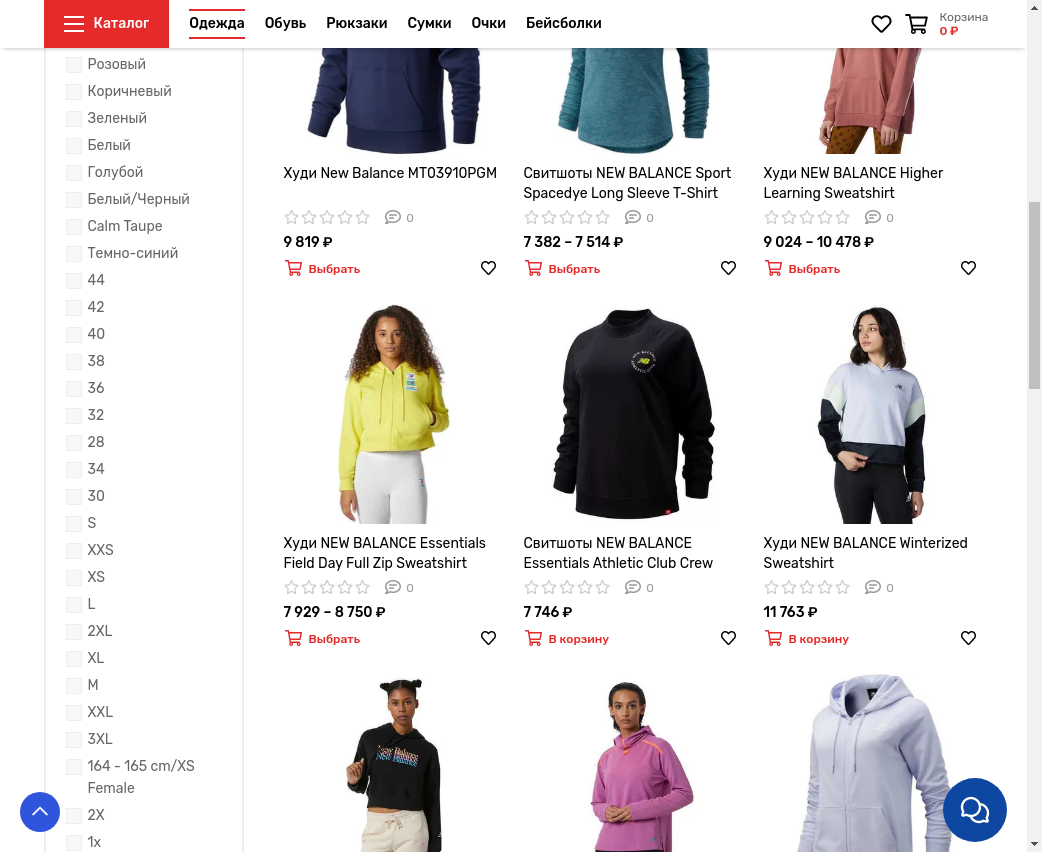 Каталог
Одежда
Обувь
Рюкзаки
Сумки
Очки
Бейсболки
Корзина
0 ₽
Розовый
Коричневый
Зеленый
Белый
Голубой
Белый/Черный
Calm Taupe
Темно-синий
44
42
40
38
36
32
28
34
30
S
XXS
XS
L
2XL
XL
M
XXL
3XL
164 - 165 cm/XS
Female
2X
1x
Худи New Balance MT03910PGM
0
9 819 ₽
Выбрать
Свитшоты NEW BALANCE Sport
Spacedye Long Sleeve T-Shirt
0
7 382 – 7 514 ₽
Выбрать
Худи NEW BALANCE Higher
Learning Sweatshirt
0
9 024 – 10 478 ₽
Выбрать
Худи NEW BALANCE Essentials
Field Day Full Zip Sweatshirt
0
7 929 – 8 750 ₽
Выбрать
Свитшоты NEW BALANCE
Essentials Athletic Club Crew
0
7 746 ₽
В корзину
Худи NEW BALANCE Winterized
Sweatshirt
0
11 763 ₽
В корзину
New Balance
New Balance